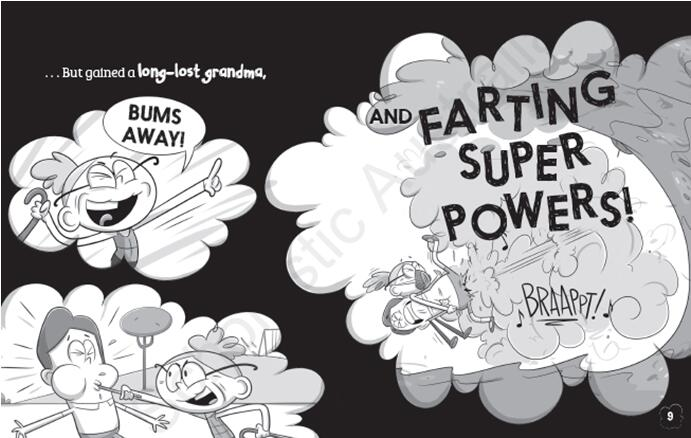 . . . But gained a long-lost grandma,
BUMS
AWAY!
AND FARTING
SUPER
POWERS!
BRAAPPT!
9